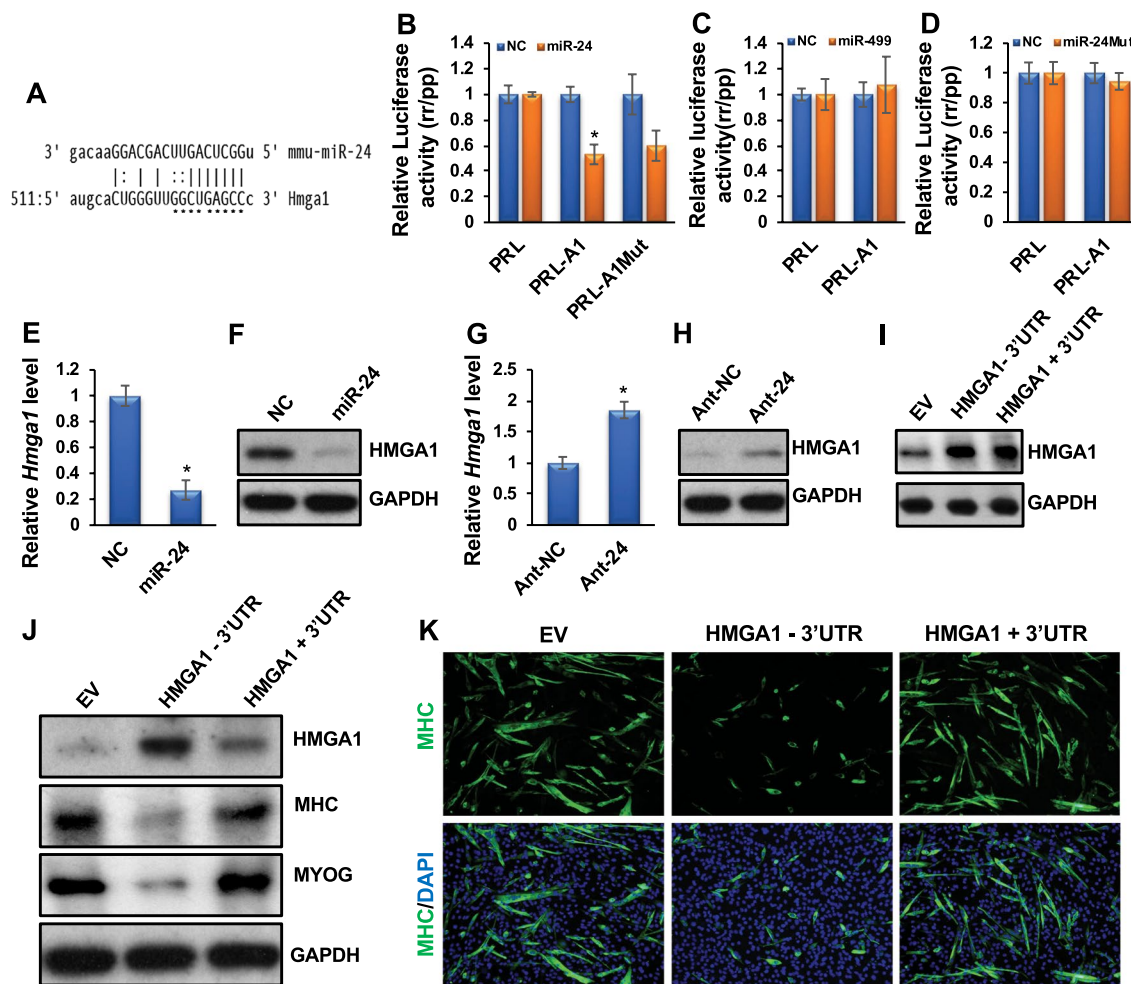 A
3' gacaaGGACGACUUGACUCGGu 5' mmu-miR-24
|: | | ::||||||||
511:5' augcaCUGGGUUGGCUGAGCCc 3' Hmga1
**** *****
B
Relative Luciferase activity (rr/pp)
NC miR-24
1.4
1.2
1
0.8
0.6
0.4
0.2
0
*
PRL
PRL-A1
PRL-A1Mut
C
Relative luciferase activity(rr/pp)
NC miR-499
1.4
1.2
1
0.8
0.6
0.4
0.2
0
PRL
PRL-A1
D
Relative Luciferase activity (rr/pp)
NC miR-24Mut
1.4
1.2
1
0.8
0.6
0.4
0.2
0
PRL
PRL-A1
E
Relative Hmga1 level
1.2
1
0.8
0.6
0.4
0.2
0
*
NC
miR-24
F
NC
miR-24
HMGA1
GAPDH
G
Relative Hmga1 level
2.5
2
1.5
1
0.5
0
*
Ant-NC
Ant-24
H
Ant-NC
Ant-24
HMGA1
GAPDH
I
EV
HMGA1- 3'UTR
HMGA1 + 3'UTR
HMGA1
GAPDH
J
EV
HMGA1 - 3'UTR
HMGA1 + 3'UTR
HMGA1
MHC
MYOG
GAPDH
K
EV
HMGA1 - 3'UTR
HMGA1 + 3'UTR
MHC
MHC/DAPI